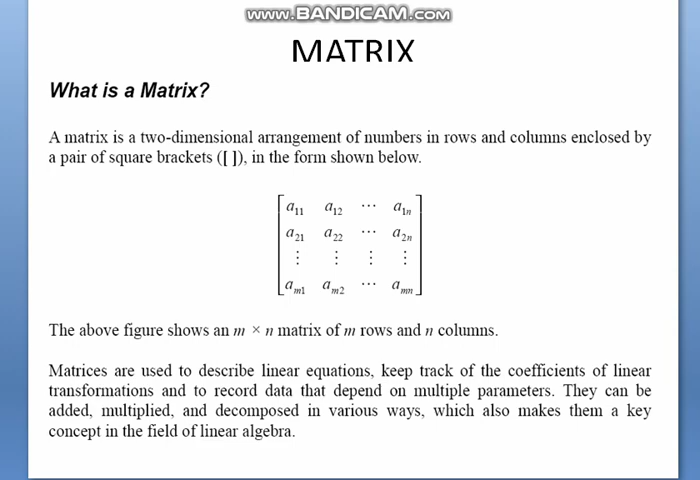 www.BANDICAM.com
MATRIX
What is a Matrix?
A matrix is a two-dimensional arrangement of numbers in rows and columns enclosed by
a pair of square brackets ([ ]), in the form shown below.
a11 a12 ⋯ a1n
a21 a22 ⋯ a2n
⋮ ⋮ ⋮ ⋮
am1 am2 ⋯ amn
The above figure shows an m × n matrix of m rows and n columns.
Matrices are used to describe linear equations, keep track of the coefficients of linear
transformations and to record data that depend on multiple parameters. They can be
added, multiplied, and decomposed in various ways, which also makes them a key
concept in the field of linear algebra.